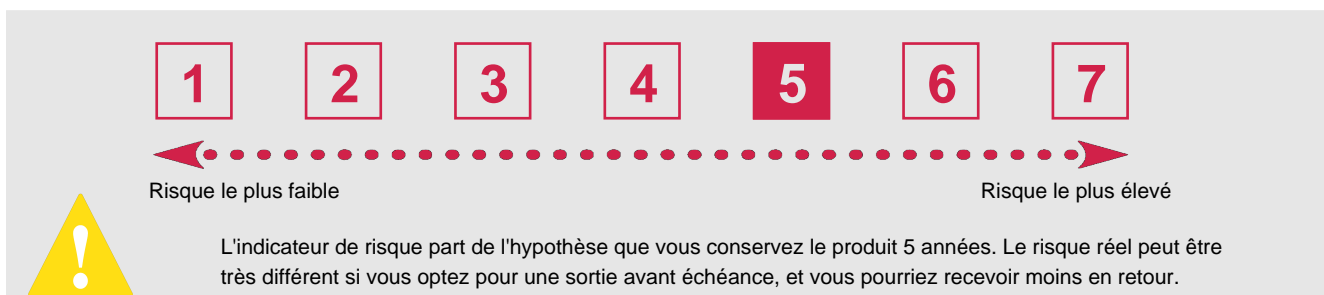 1 2 3 4 5 6 7
Risque le plus faible Risque le plus élevé
!
L'indicateur de risque part de l'hypothèse que vous conservez le produit 5 années. Le risque réel peut être
très différent si vous optez pour une sortie avant échéance, et vous pourriez recevoir moins en retour.